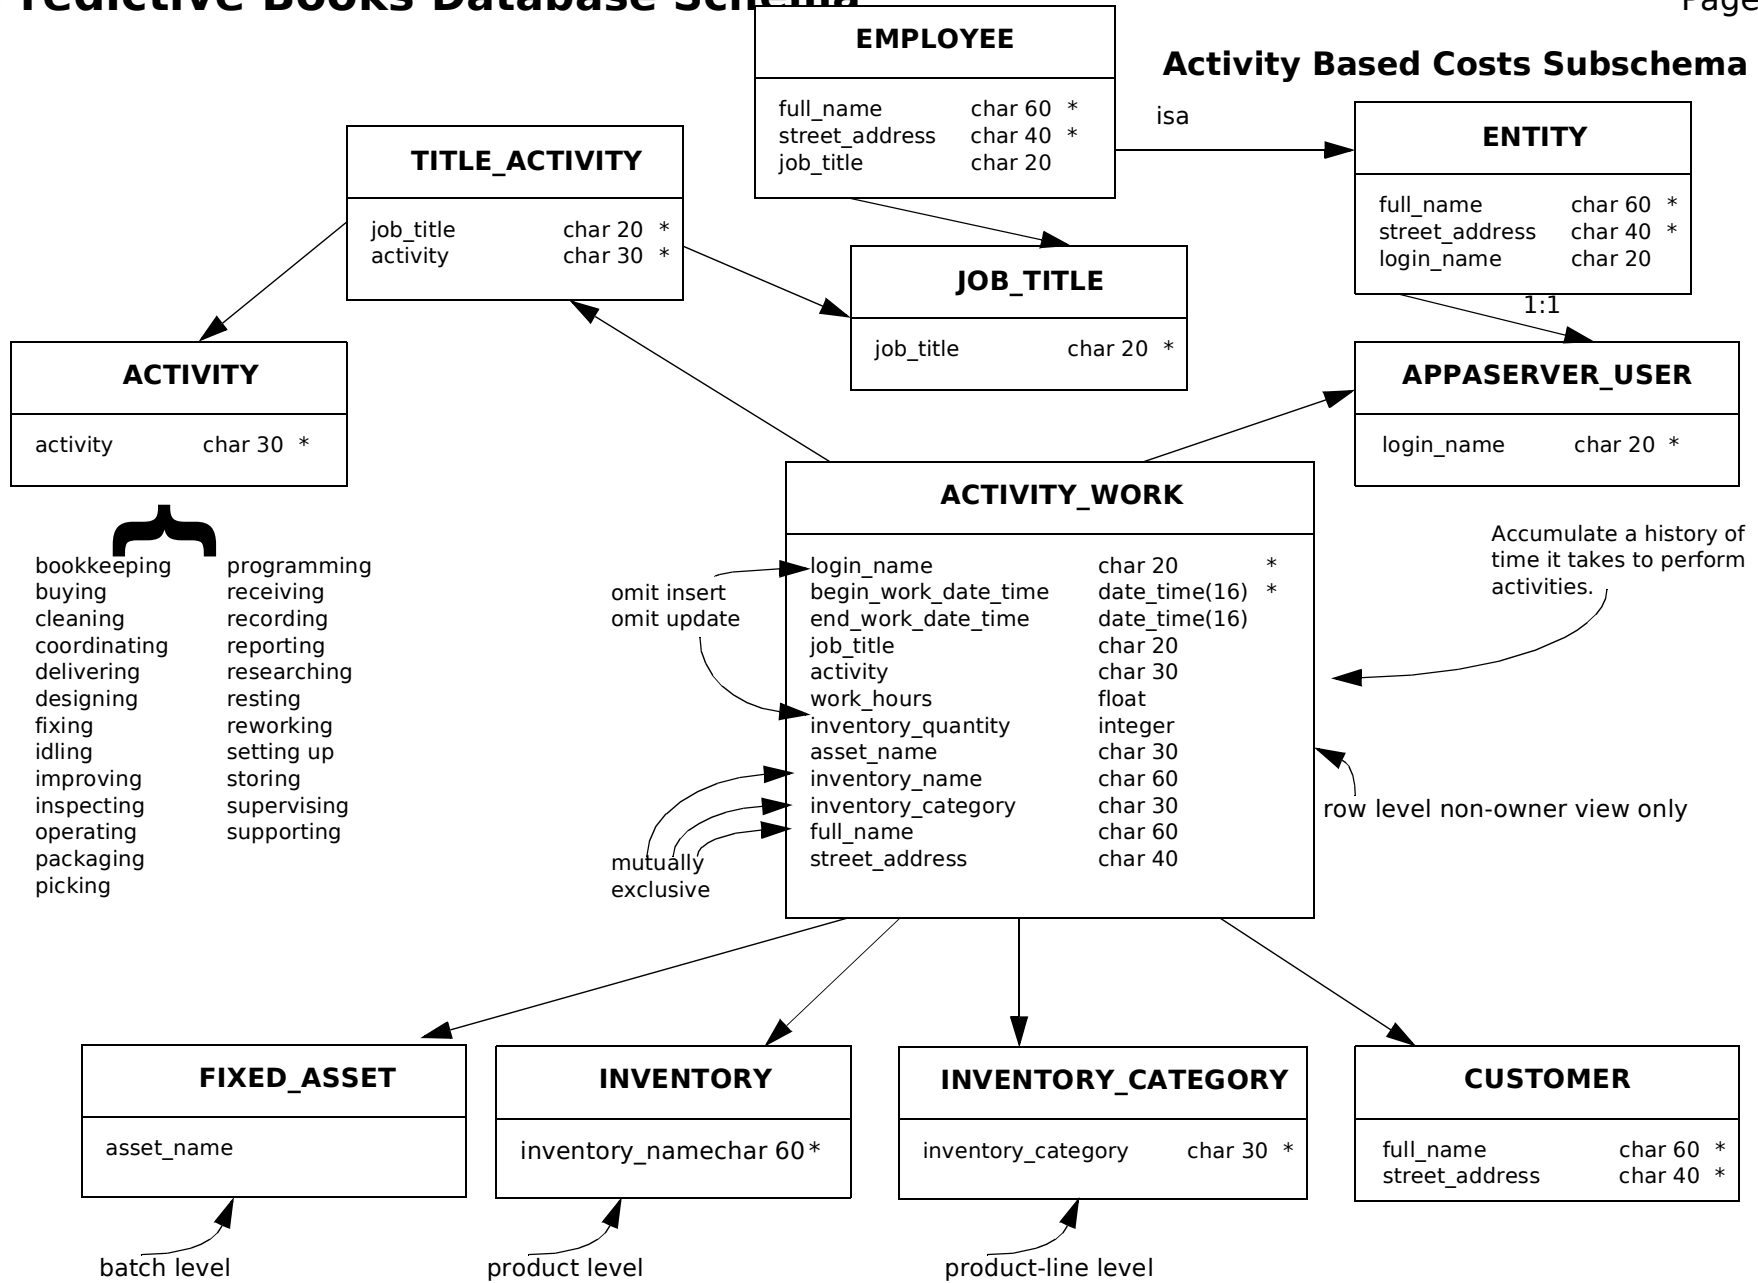 redictive Books Database Schema
Page
Activity Based Costs Subschema
EMPLOYEE
full_name char 60 *
street_address char 40 *
job_title char 20
isa
ENTITY
full_name char 60 *
street_address char 40 *
login_name char 20
1:1
TITLE_ACTIVITY
job_title char 20 *
activity char 30 *
JOB_TITLE
job_title char 20 *
ACTIVITY
activity char 30 *
APPASERVER_USER
login_name char 20 *
{
bookkeeping
buying
cleaning
coordinating
delivering
designing
fixing
idling
improving
inspecting
operating
packaging
picking
programming
receiving
recording
reporting
researching
resting
reworking
setting up
storing
supervising
supporting
omit insert
omit update
mutually
exclusive
ACTIVITY_WORK
login_name char 20 *
begin_work_date_time date_time(16) *
end_work_date_time date_time(16)
job_title char 20
activity char 30
work_hours float
inventory_quantity integer
asset_name char 30
inventory_name char 60
inventory_category char 30
full_name char 60
street_address char 40
Accumulate a history of
time it takes to perform
activities.
row level non-owner view only
FIXED_ASSET
asset_name
batch level
INVENTORY
inventory_namechar 60*
product level
INVENTORY_CATEGORY
inventory_category char 30 *
product-line level
CUSTOMER
full_name char 60 *
street_address char 40 *